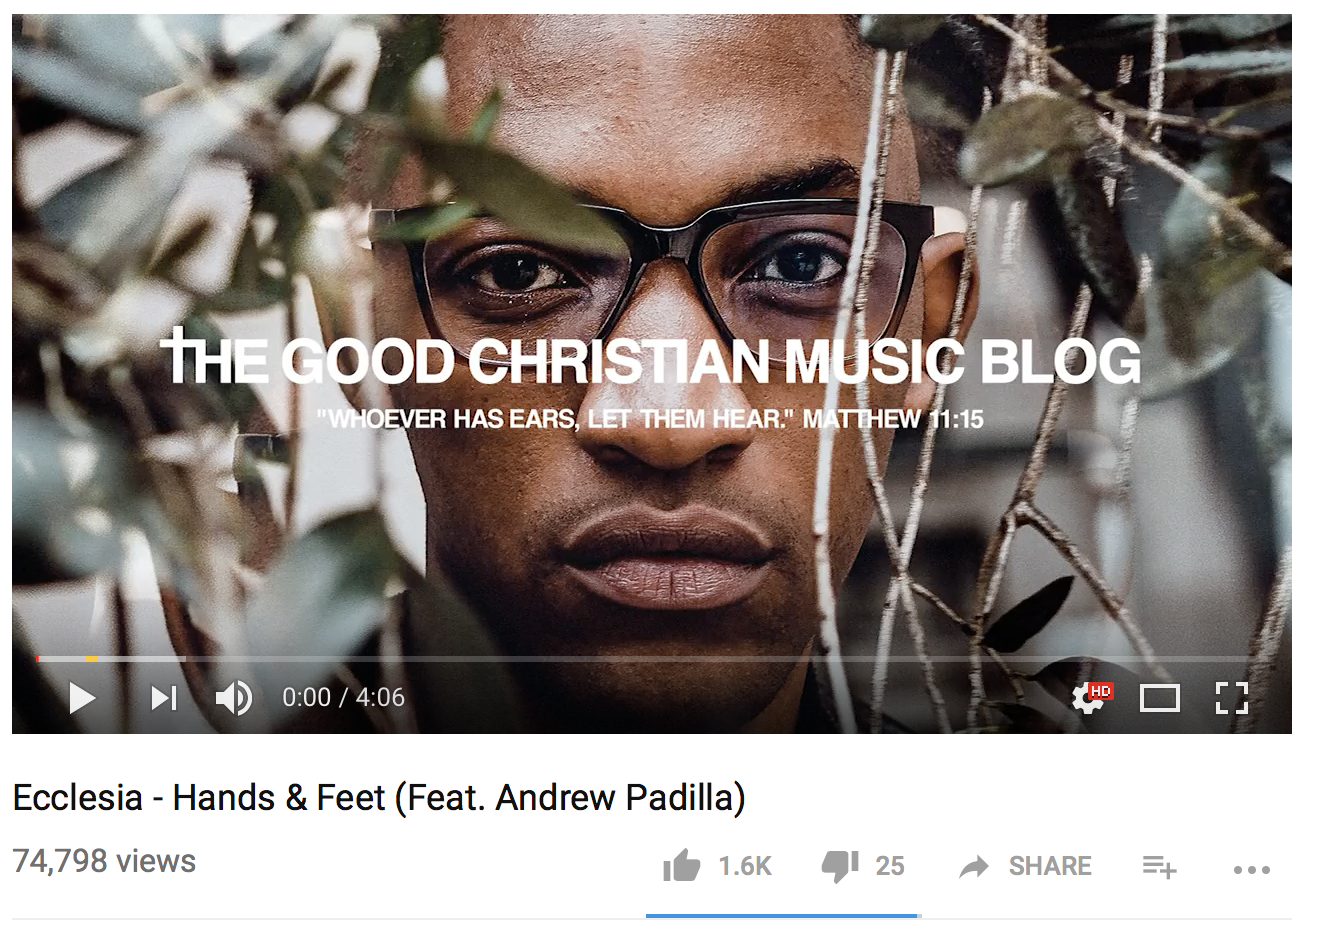 THE GOOD CHRISTIAN MUSIC BLOG
"WHOEVER HAS EARS, LET THEM HEAR." MATTHEW 11:15
0:00 / 4:06
HD
Ecclesia - Hands & Feet (Feat. Andrew Padilla)
74,798 views
1.6K
25
SHARE